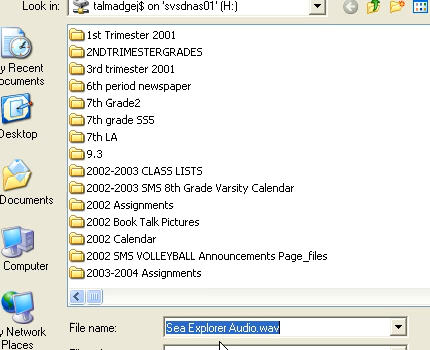 Look in: talmadgej$ on 'svsdnas01' (H:)
1st Trimester 2001
2NDTRIMESTERGRADES
3rd trimester 2001
6th period newspaper
7th Grade2
7th grade SS5
7th LA
9.3
2002-2003 CLASS LISTS
2002-2003 SMS 8th Grade Varsity Calendar
2002 Assignments
2002 Book Talk Pictures
2002 Calendar
2002 SMS VOLLEYBALL Announcements Page_files
2003-2004 Assignments
y Recent
ocuments
Desktop
Documents
Computer
y Network
Places
File name: Sea Explorer Audio.wav